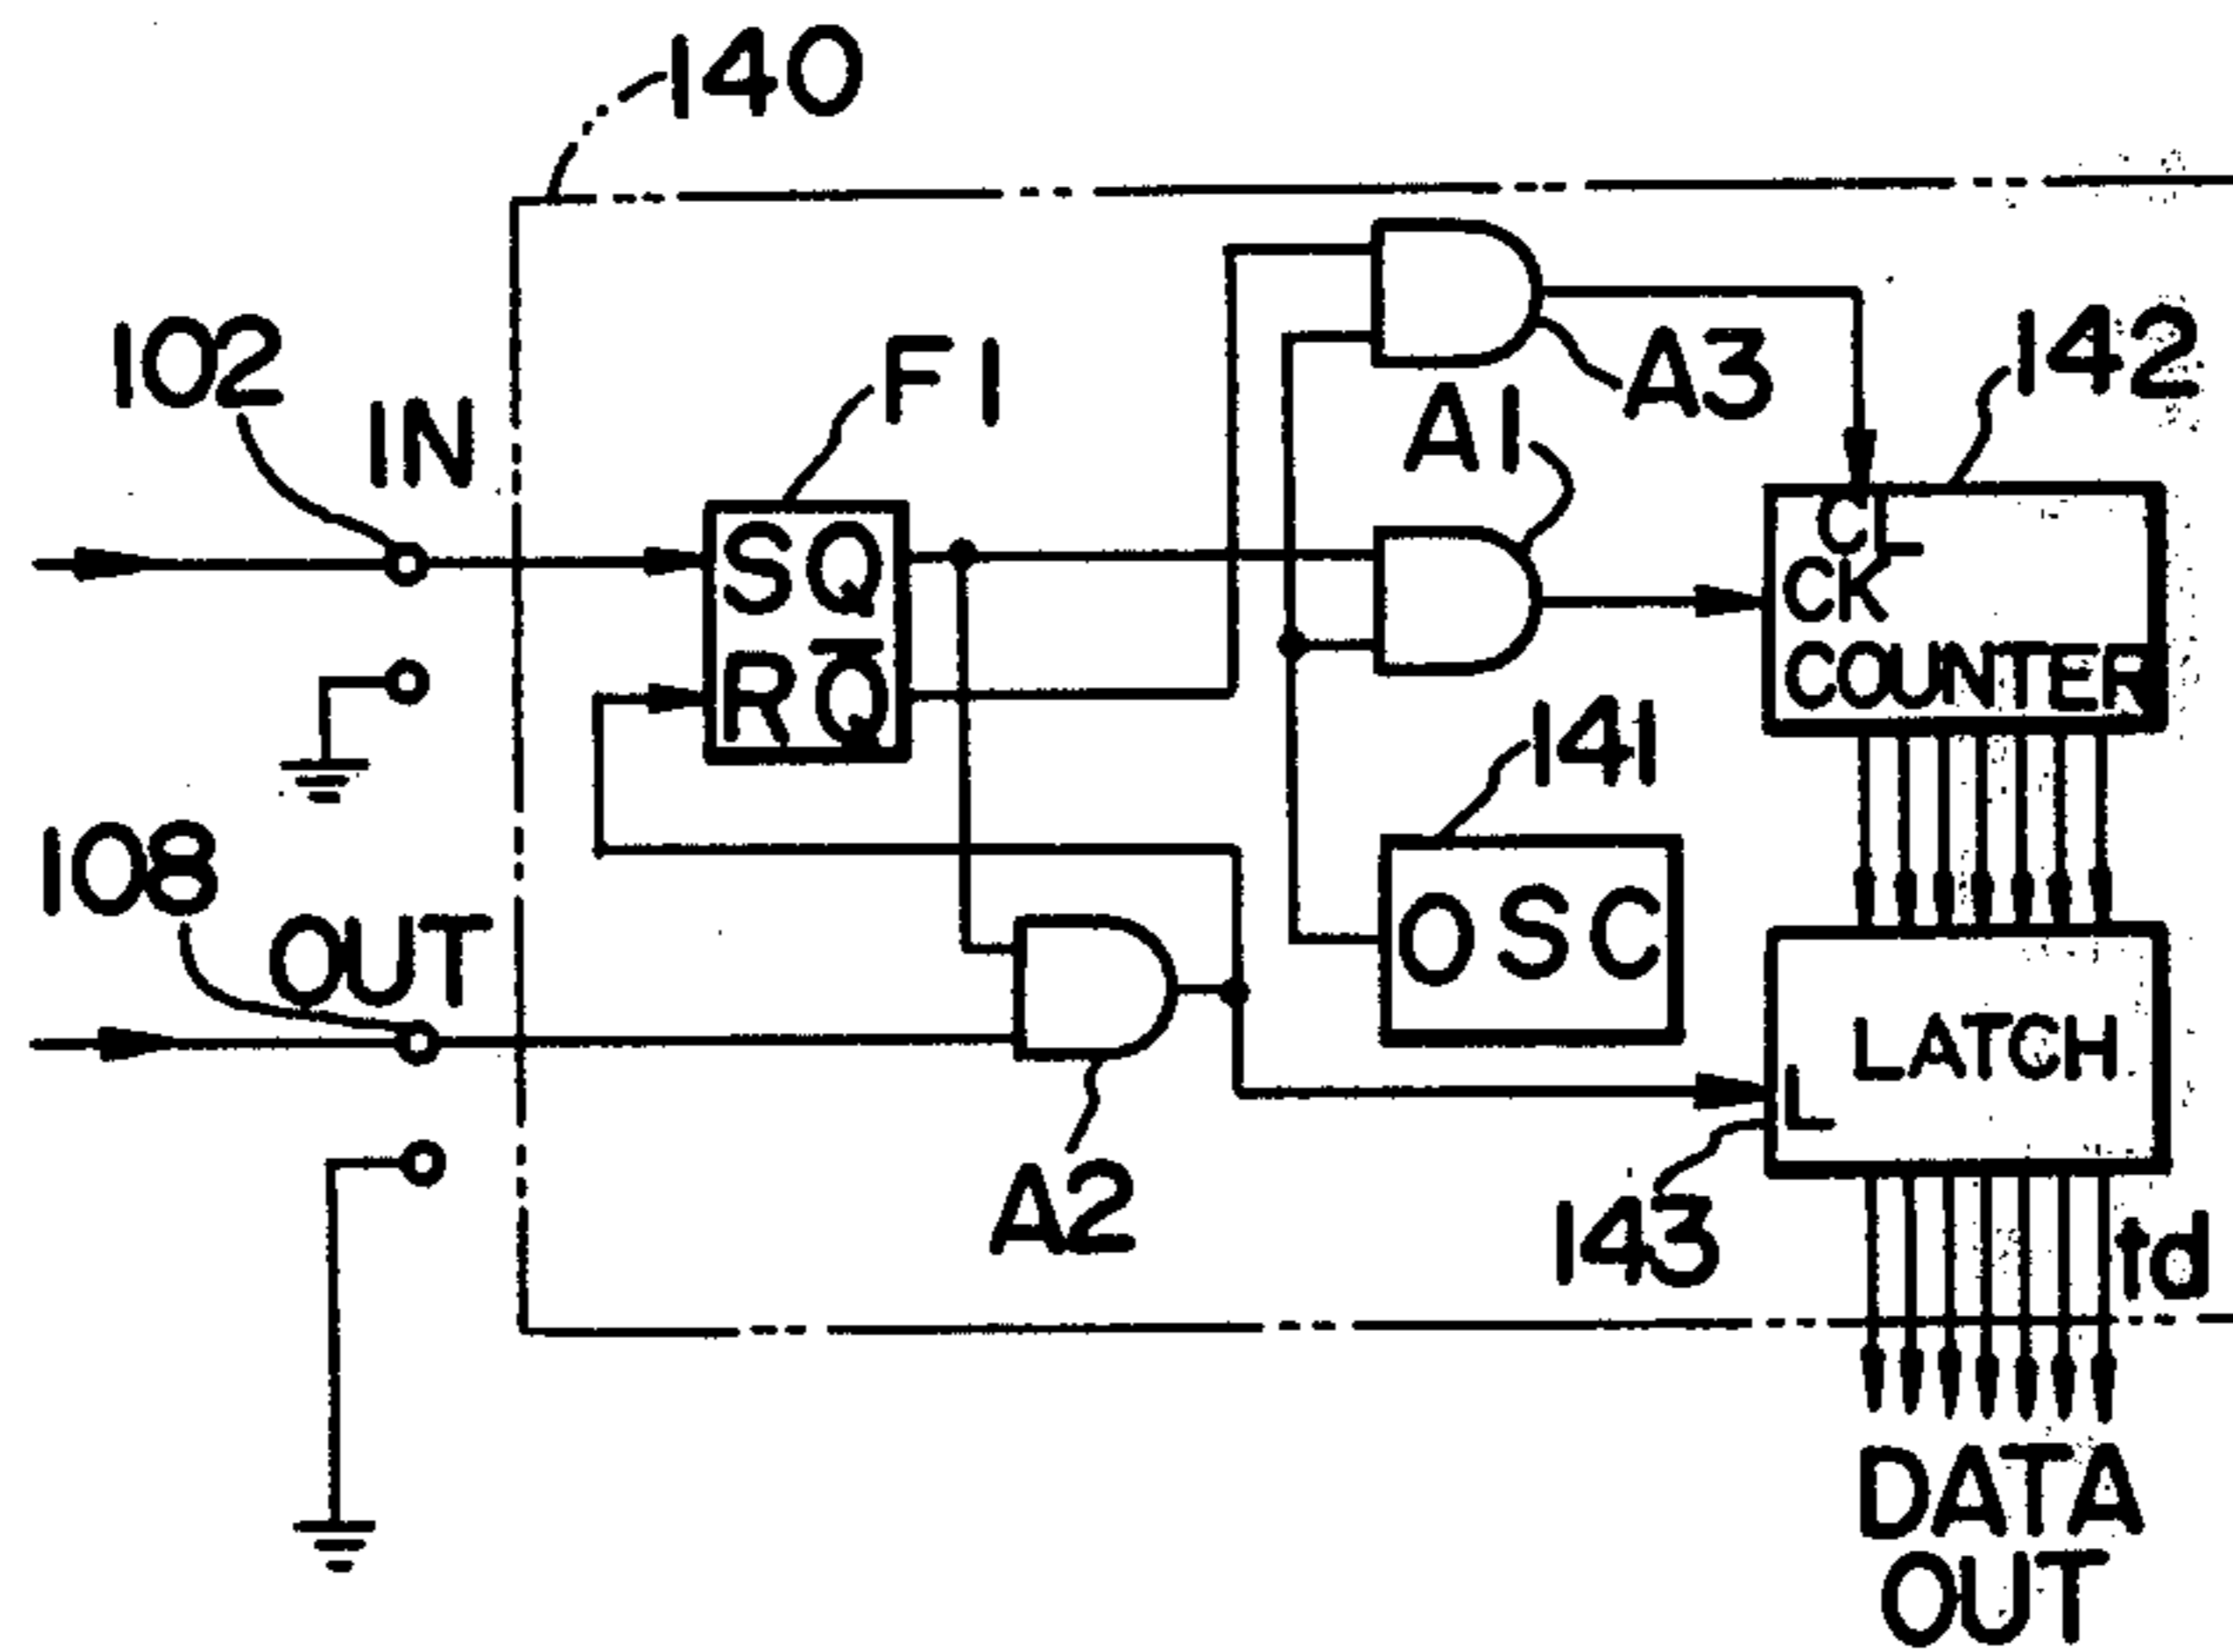 140
102
IN
F1
A3
142
A1
SQ
RQ̅
CL
CK
COUNTER
141
OSC
108
OUT
A2
LATCH
L
143
td
DATA
OUT